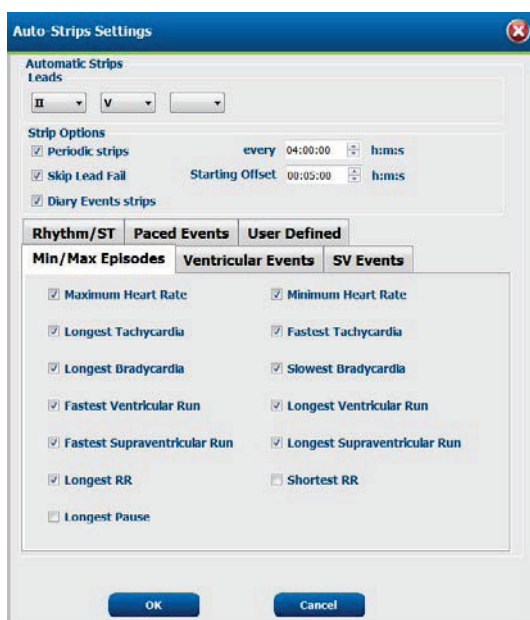 Auto-Strips Settings
Automatic Strips
Leads
II V
Strip Options
Periodic strips every 04:00:00 h:m:s
Skip Lead Fail Starting Offset 00:05:00 h:m:s
Diary Events strips
Rhythm/ST Paced Events User Defined
Min/Max Episodes Ventricular Events SV Events
Maximum Heart Rate Minimum Heart Rate
Longest Tachycardia Fastest Tachycardia
Longest Bradycardia Slowest Bradycardia
Fastest Ventricular Run Longest Ventricular Run
Fastest Supraventricular Run Longest Supraventricular Run
Longest RR Shortest RR
Longest Pause
OK Cancel